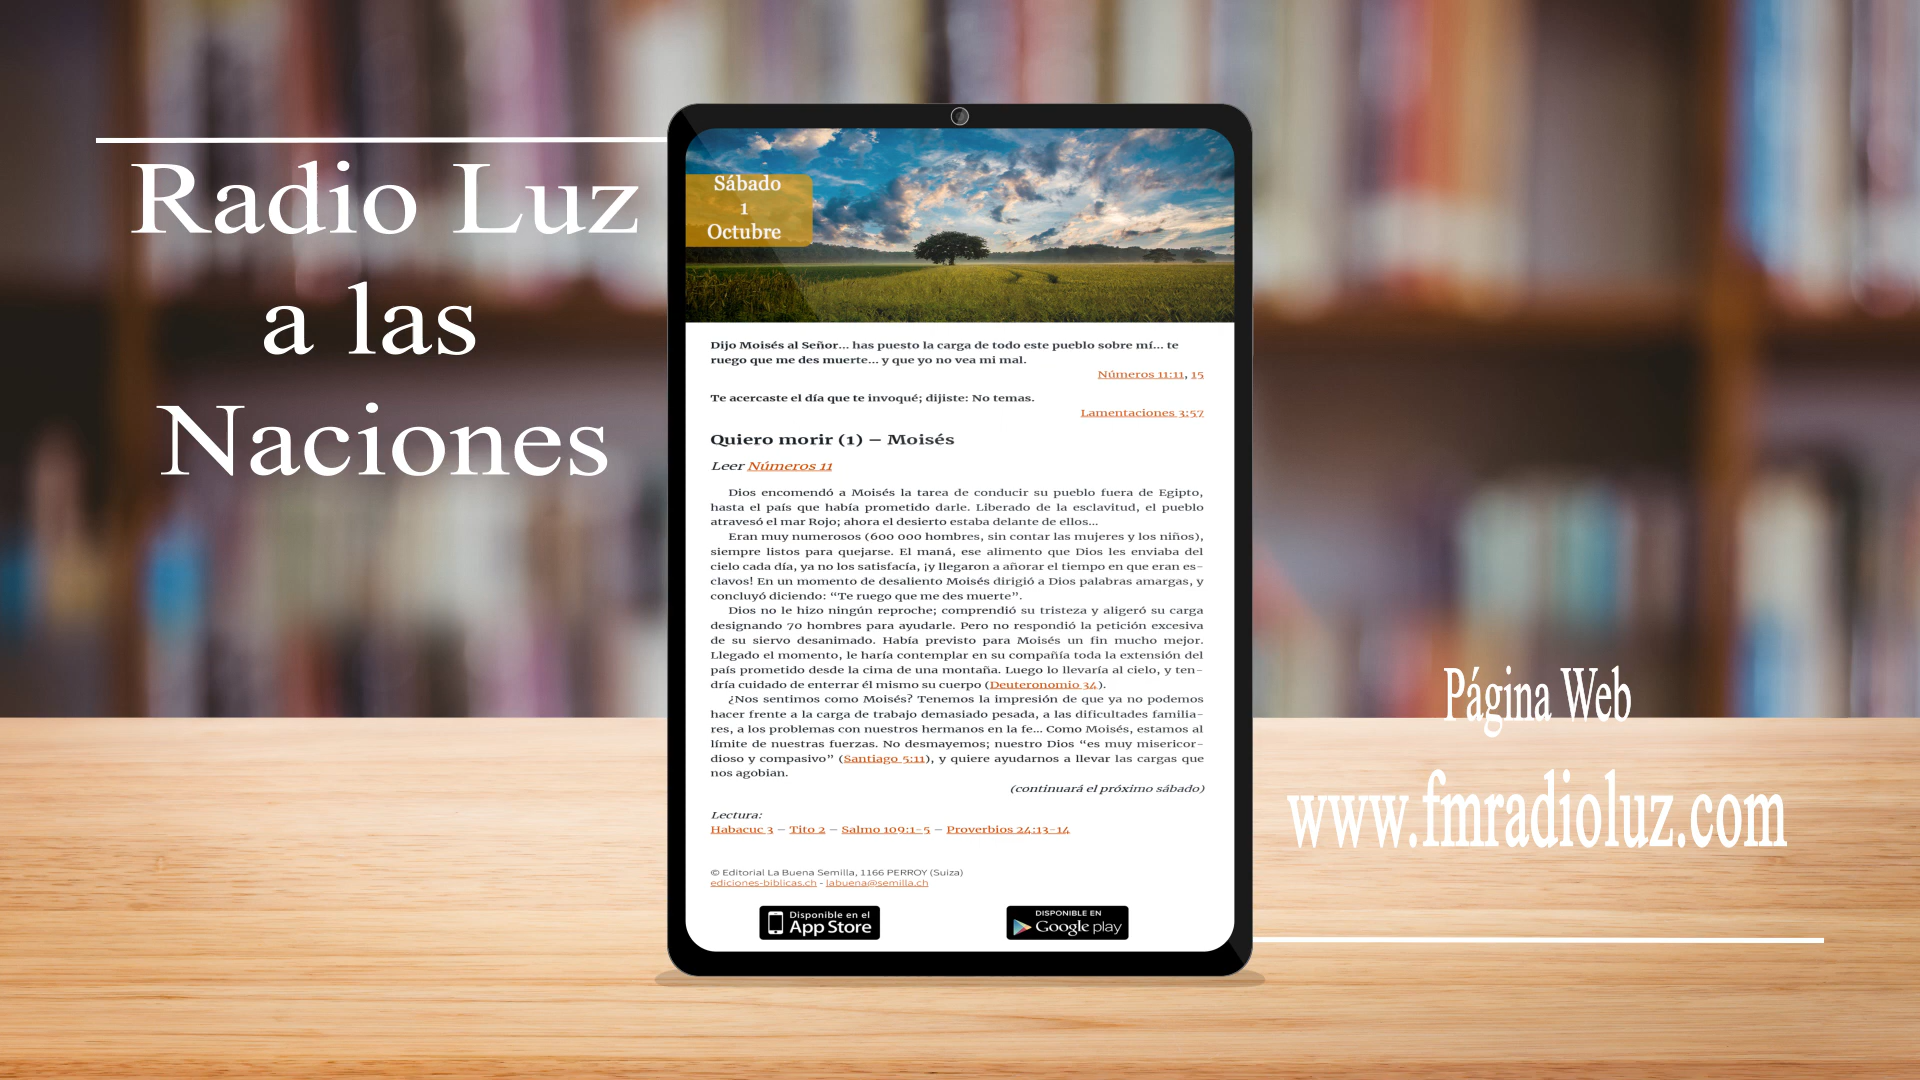 Radio Luz
a las
Naciones
Sábado
1
Octubre
Dijo Moisés al Señor... has puesto la carga de todo este pueblo sobre mí... te
ruego que me des muerte... y que yo no vea mi mal.
Números 11:11, 15
Te acercaste el día que te invoqué; dijiste: No temas.
Lamentaciones 3:57
Quiero morir (1) – Moisés
Leer Números 11
Dios encomendó a Moisés la tarea de conducir su pueblo fuera de Egipto,
hasta el país que había prometido darle. Liberado de la esclavitud, el pueblo
atravesó el mar Rojo; ahora el desierto estaba delante de ellos...
Eran muy numerosos (600 000 hombres, sin contar las mujeres y los niños),
siempre listos para quejarse. El maná, ese alimento que Dios les enviaba del
cielo cada día, ya no los satisfacía, ¡y llegaron a añorar el tiempo en que eran es-
clavos! En un momento de desaliento Moisés dirigió a Dios palabras amargas, y
concluyó diciendo: “Te ruego que me des muerte”.
Dios no le hizo ningún reproche; comprendió su tristeza y aligeró su carga
designando 70 hombres para ayudarle. Pero no respondió la petición excesiva
de su siervo desanimado. Había previsto para Moisés un fin mucho mejor.
Llegado el momento, le haría contemplar en su compañía toda la extensión del
país prometido desde la cima de una montaña. Luego lo llevaría al cielo, y ten-
dría cuidado de enterrar él mismo su cuerpo (Deuteronomio 34).
¿Nos sentimos como Moisés? Tenemos la impresión de que ya no podemos
hacer frente a la carga de trabajo demasiado pesada, a las dificultades familia-
res, a los problemas con nuestros hermanos en la fe... Como Moisés, estamos al
límite de nuestras fuerzas. No desmayemos; nuestro Dios “es muy misericor-
dioso y compasivo” (Santiago 5:11), y quiere ayudarnos a llevar las cargas que
nos agobian.
(continuará el próximo sábado)
Lectura:
Habacuc 3 – Tito 2 – Salmo 109:1-5 – Proverbios 24:13-14
© Editorial La Buena Semilla, 1166 PERROY (Suiza)
ediciones-biblicas.ch - labuena@semilla.ch
Disponible en el
App Store
DISPONIBLE EN
Google play
Página Web
www.fmradioluz.com